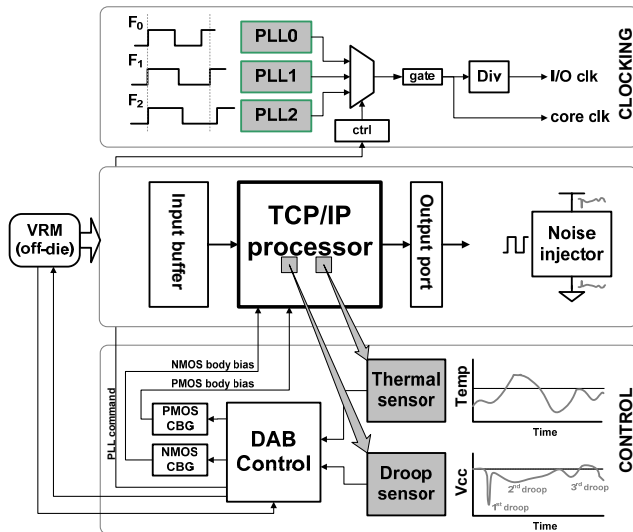 F0
F1
F2
PLL0
PLL1
PLL2
ctrl
gate
Div
I/O clk
core clk
CLOCKING
VRM
(off-die)
Input buffer
TCP/IP
processor
Output port
Noise
injector
NMOS body bias
PMOS body bias
PLL command
PMOS
CBG
NMOS
CBG
DAB
Control
Thermal
sensor
Droop
sensor
Temp
Time
Vcc
1st droop
2nd droop
3rd droop
Time
CONTROL